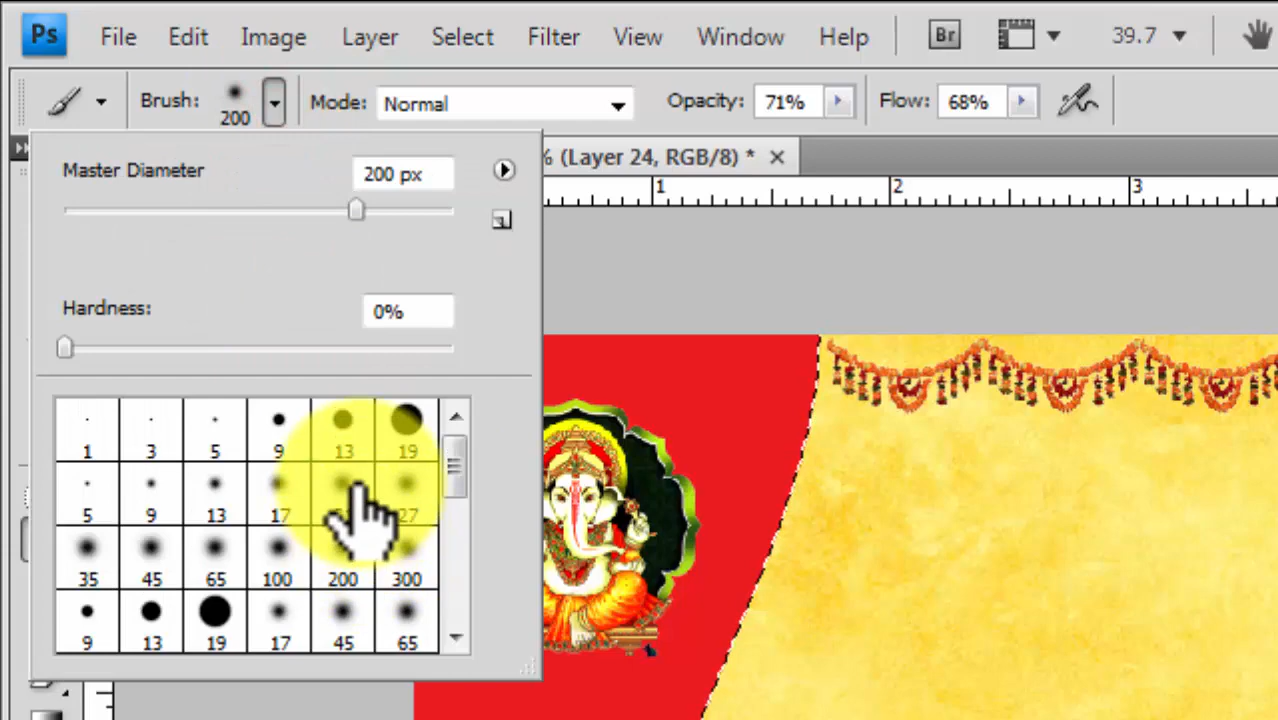 Ps File Edit Image Layer Select Filter View Window Help Br 39.7
Brush: 200 Mode: Normal Opacity: 71% Flow: 68%
% (Layer 24, RGB/8) * ×
1 2 3
Master Diameter 200 px
Hardness: 0%
1 3 5 9 13 19
5 9 13 17 27
35 45 65 100 200 300
9 13 19 17 45 65